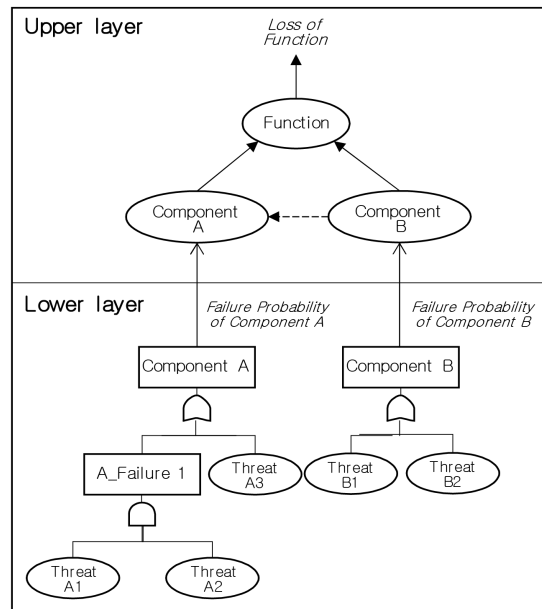 Upper layer
Loss of
Function
Function
Component
A
Component
B
Lower layer
Failure Probability
of Component A
Failure Probability
of Component B
Component A
Component B
A_Failure 1
Threat
A3
Threat
B1
Threat
B2
Threat
A1
Threat
A2